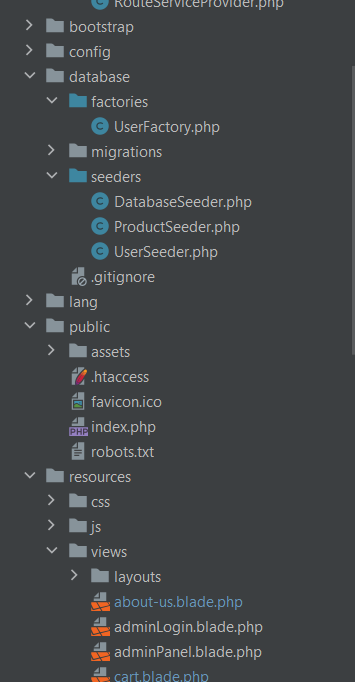 RouteServiceProvider.php
bootstrap
config
database
factories
UserFactory.php
migrations
seeders
DatabaseSeeder.php
ProductSeeder.php
UserSeeder.php
.gitignore
lang
public
assets
.htaccess
favicon.ico
index.php
robots.txt
resources
css
js
views
layouts
about-us.blade.php
adminLogin.blade.php
adminPanel.blade.php
cart.blade.php